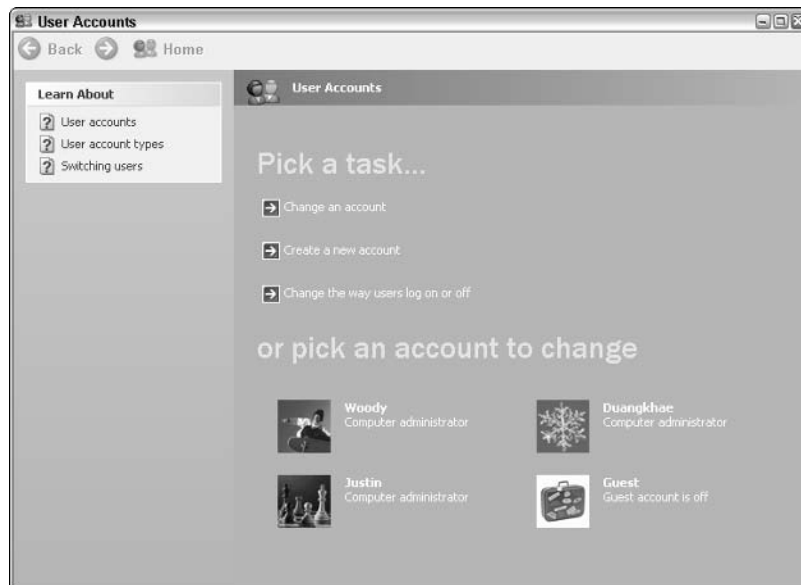 User Accounts
Back Home
Learn About
User accounts
User account types
Switching users
User Accounts
Pick a task...
Change an account
Create a new account
Change the way users log on or off
or pick an account to change
Woody
Computer administrator
Duangkhae
Computer administrator
Justin
Computer administrator
Guest
Guest account is off